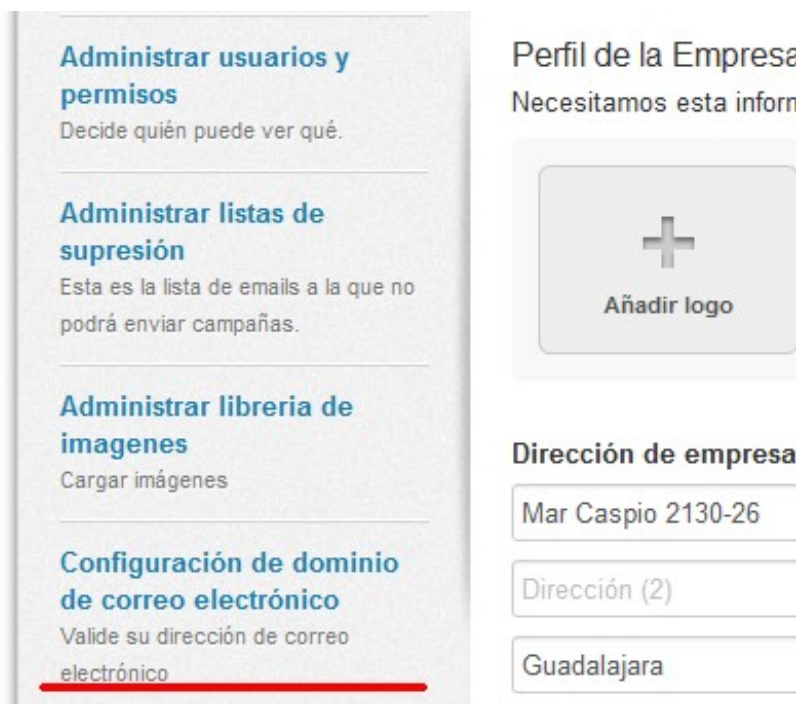 Administrar usuarios y
permisos
Decide quién puede ver qué.
Administrar listas de
supresión
Esta es la lista de emails a la que no
podrá enviar campañas.
Administrar libreria de
imagenes
Cargar imágenes
Configuración de dominio
de correo electrónico
Valide su dirección de correo
electrónico
Perfil de la Empresa
Necesitamos esta
Añadir logo
Dirección de empresa
Mar Caspio 2130-26
Dirección (2)
Guadalajara